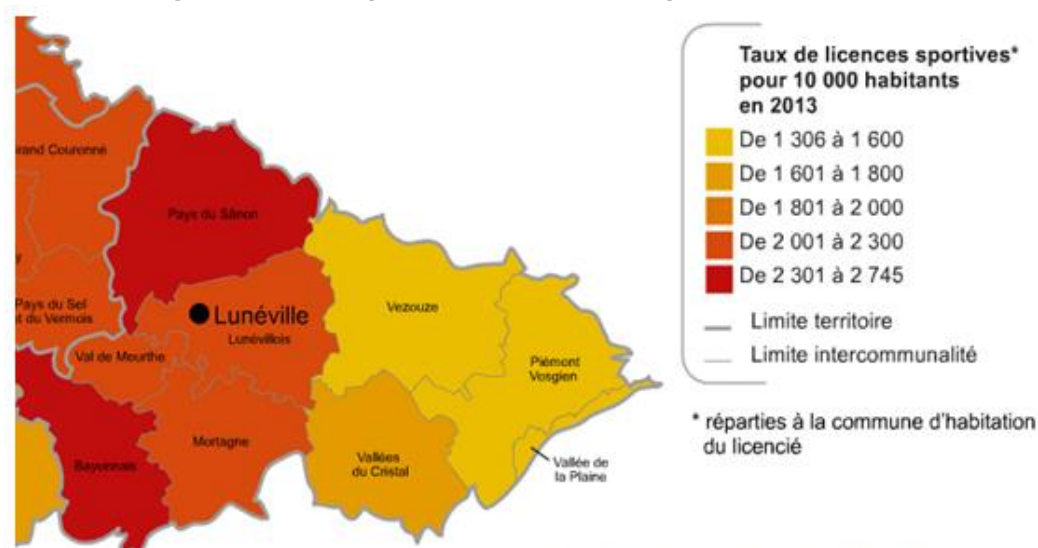 Taux de licences sportives*
pour 10 000 habitants
en 2013
De 1 306 à 1 600
De 1 601 à 1 800
De 1 801 à 2 000
De 2 001 à 2 300
De 2 301 à 2 745
Limite territoire
Limite intercommunalité
* réparties à la commune d'habitation
du licencié
rand Couronné
Pays du Sânon
Pays du Sel
t du Vermois
Lunéville
Lunévillois
Val de Meurthe
Vezouze
Piémont
Vosgien
Mortagne
Bayonnais
Vallées
du Cristal
Vallée de
la Plaine